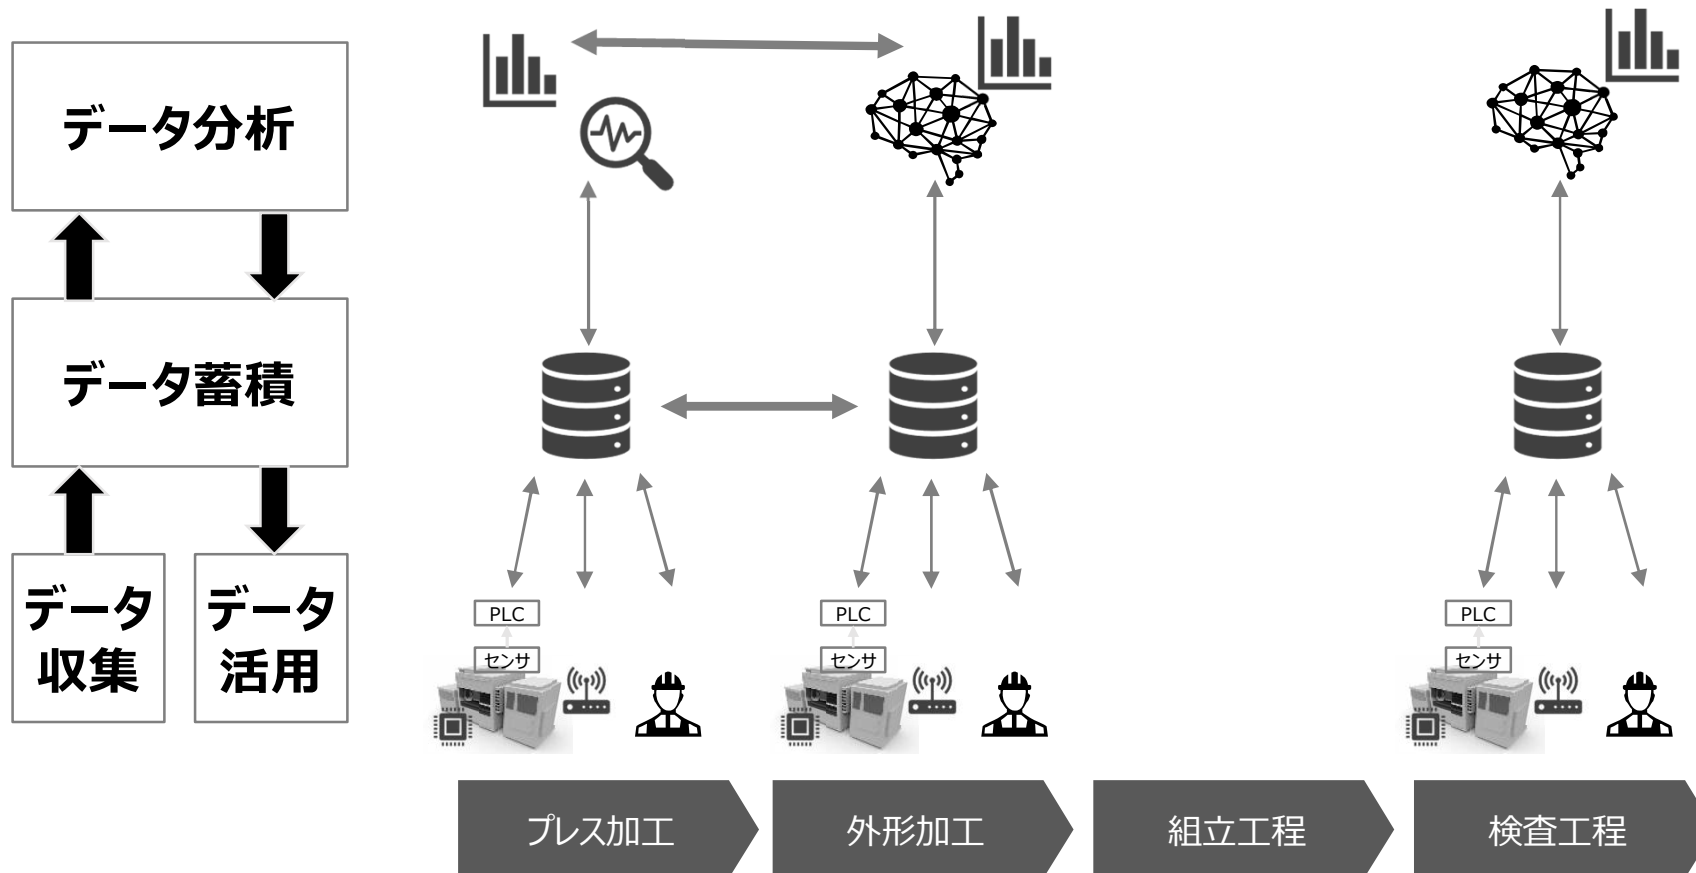 データ分析
データ蓄積
データ
収集
データ
活用
PLC
センサ
PLC
センサ
PLC
センサ
プレス加工
外形加工
組立工程
検査工程